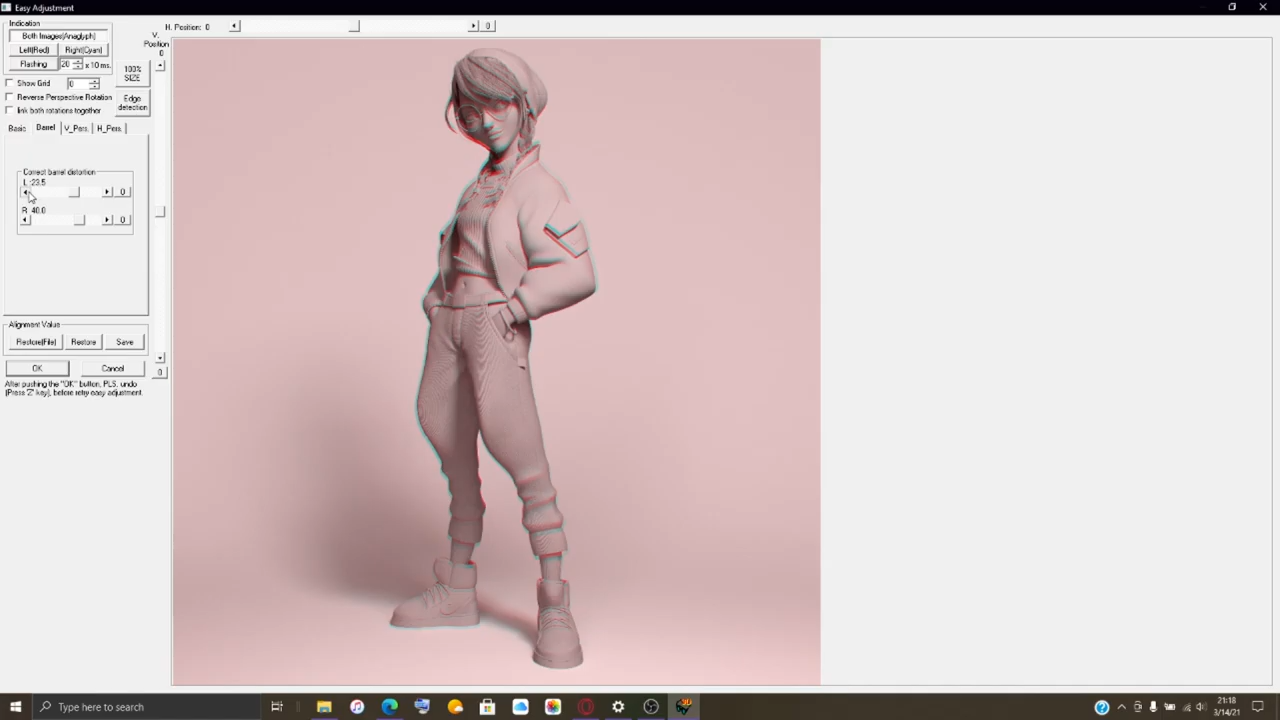 Easy Adjustment
Indication
Both Images(Anaglyph)
Left(Red) Right(Cyan)
Flashing 20 x 10 ms.
Show Grid 0
Reverse Perspective Rotation
link both rotations together
V. Position
0
100% SIZE
Edge detection
H. Position: 0
0
Basic Barrel V_Pers. H_Pers.
Correct barrel distortion
L :23.5
0
R: 40.0
0
Alignment Value
Restore(File) Restore Save
OK Cancel
0
After pushing the "OK" button, PLS, undo
(Press 'Z' key), before retry easy adjustment.
Type here to search
21:18
3/14/21